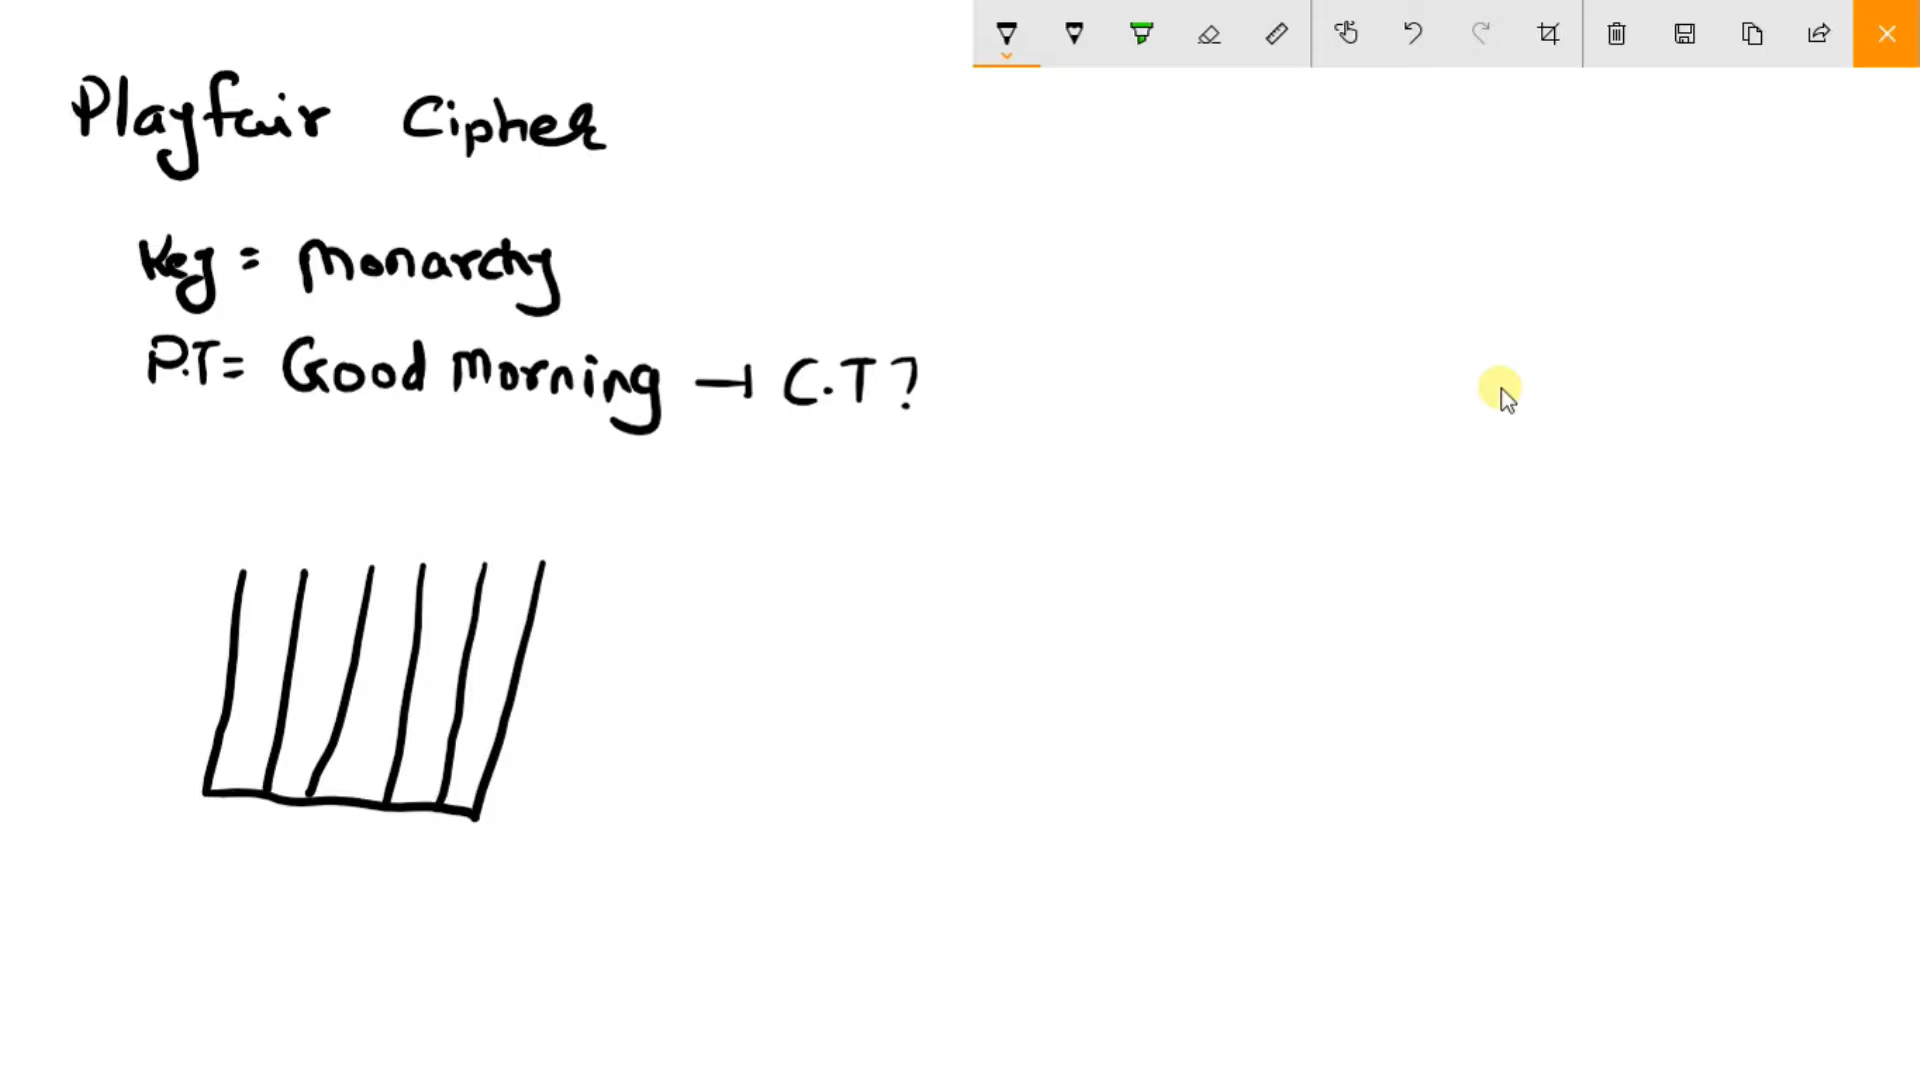 Playfair Cipher
Key = Monarchy
P.T = Good Morning → C.T?